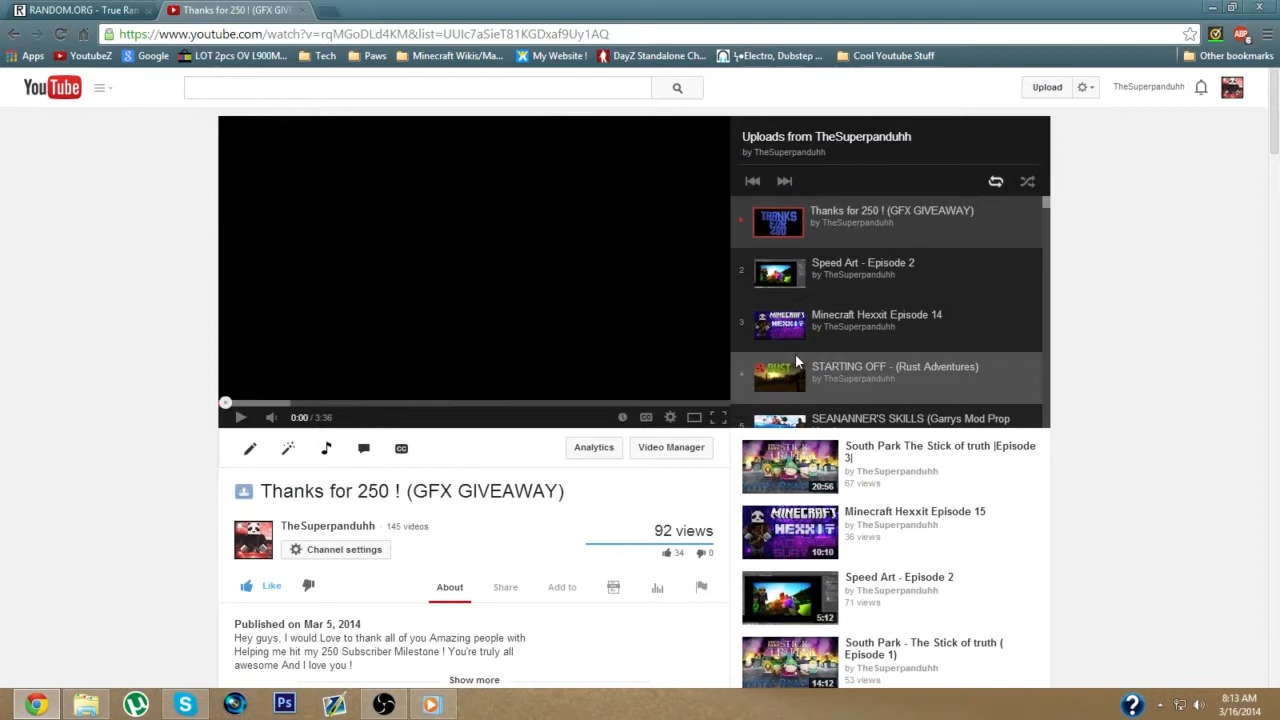 RANDOM.ORG - True Ran
Thanks for 250 ! (GFX GIVE
https://www.youtube.com/watch?v=rqMGoDLd4KM&list=UUIc7aSieT81KGDxaf9Uy1AQ
Apps
YoutubeZ
Google
LOT 2pcs OV L900M...
Tech
Paws
Minecraft Wikis/Ma...
My Website !
DayZ Standalone Ch...
Electro, Dubstep ...
Cool Youtube Stuff
Other bookmarks
YouTube
Upload
TheSuperpanduhh
Uploads from TheSuperpanduhh
by TheSuperpanduhh
THANKS FOR 250
Thanks for 250 ! (GFX GIVEAWAY)
by TheSuperpanduhh
2
Speed Art - Episode 2
by TheSuperpanduhh
3
MINECRAFT HEXXIT
Minecraft Hexxit Episode 14
by TheSuperpanduhh
4
RUST
STARTING OFF - (Rust Adventures)
by TheSuperpanduhh
5
SEANANNER'S SKILLS (Garrys Mod Prop
0:00 / 3:36
Analytics
Video Manager
Thanks for 250 ! (GFX GIVEAWAY)
TheSuperpanduhh · 145 videos
Channel settings
92 views
34
0
Like
About
Share
Add to
Published on Mar 5, 2014
Hey guys, I would Love to thank all of you Amazing people with
Helping me hit my 250 Subscriber Milestone ! You're truly all
awesome And I love you !
Show more
20:56
South Park The Stick of truth |Episode
3|
by TheSuperpanduhh
67 views
MINECRAFT
HEXXIT
10:10
Minecraft Hexxit Episode 15
by TheSuperpanduhh
36 views
5:12
Speed Art - Episode 2
by TheSuperpanduhh
71 views
14:12
South Park - The Stick of truth (
Episode 1)
by TheSuperpanduhh
53 views
Ps
8:13 AM
3/16/2014